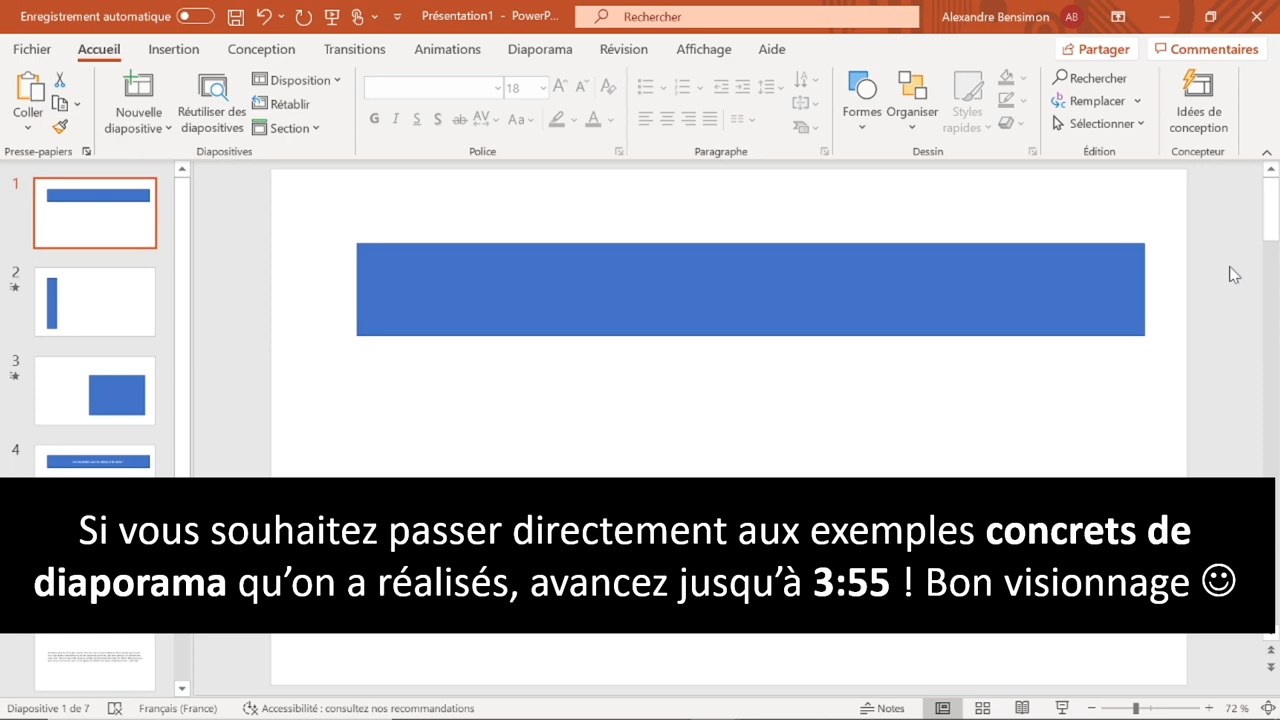 Enregistrement automatique
Présentation1 - PowerP...
Rechercher
Alexandre Bensimon
AB
Fichier
Accueil
Insertion
Conception
Transitions
Animations
Diaporama
Révision
Affichage
Aide
Partager
Commentaires
Coller
Nouvelle
diapositive
Réutiliser des
diapositives
Disposition
Rétablir
Section
18
G
I
S
S
ab
AV
Aa
A
Formes
Organiser
Styles
rapides
Rechercher
Remplacer
Sélectionner
Idées de
conception
Presse-papiers
Diapositives
Police
Paragraphe
Dessin
Édition
Concepteur
1
2
3
4
Si vous souhaitez passer directement aux exemples concrets de
diaporama qu’on a réalisés, avancez jusqu’à 3:55 ! Bon visionnage ☺
Diapositive 1 de 7
Français (France)
Accessibilité : consultez nos recommandations
Notes
72 %